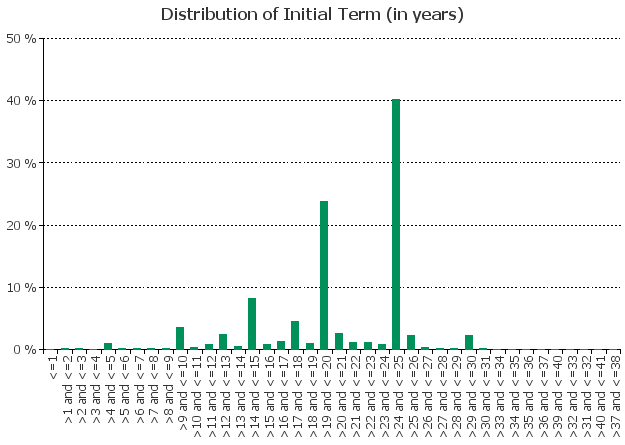 Distribution of Initial Term (in years)
50 %
40 %
30 %
20 %
10 %
0 %
<=1
>1 and <=2
>2 and <=3
>3 and <=4
>4 and <=5
>5 and <=6
>6 and <=7
>7 and <=8
>8 and <=9
>9 and <=10
>10 and <=11
>11 and <=12
>12 and <=13
>13 and <=14
>14 and <=15
>15 and <=16
>16 and <=17
>17 and <=18
>18 and <=19
>19 and <=20
>20 and <=21
>21 and <=22
>22 and <=23
>23 and <=24
>24 and <=25
>25 and <=26
>26 and <=27
>27 and <=28
>28 and <=29
>29 and <=30
>30 and <=31
>33 and <=34
>34 and <=35
>35 and <=36
>36 and <=37
>39 and <=40
>32 and <=33
>31 and <=32
>40 and <=41
>37 and <=38